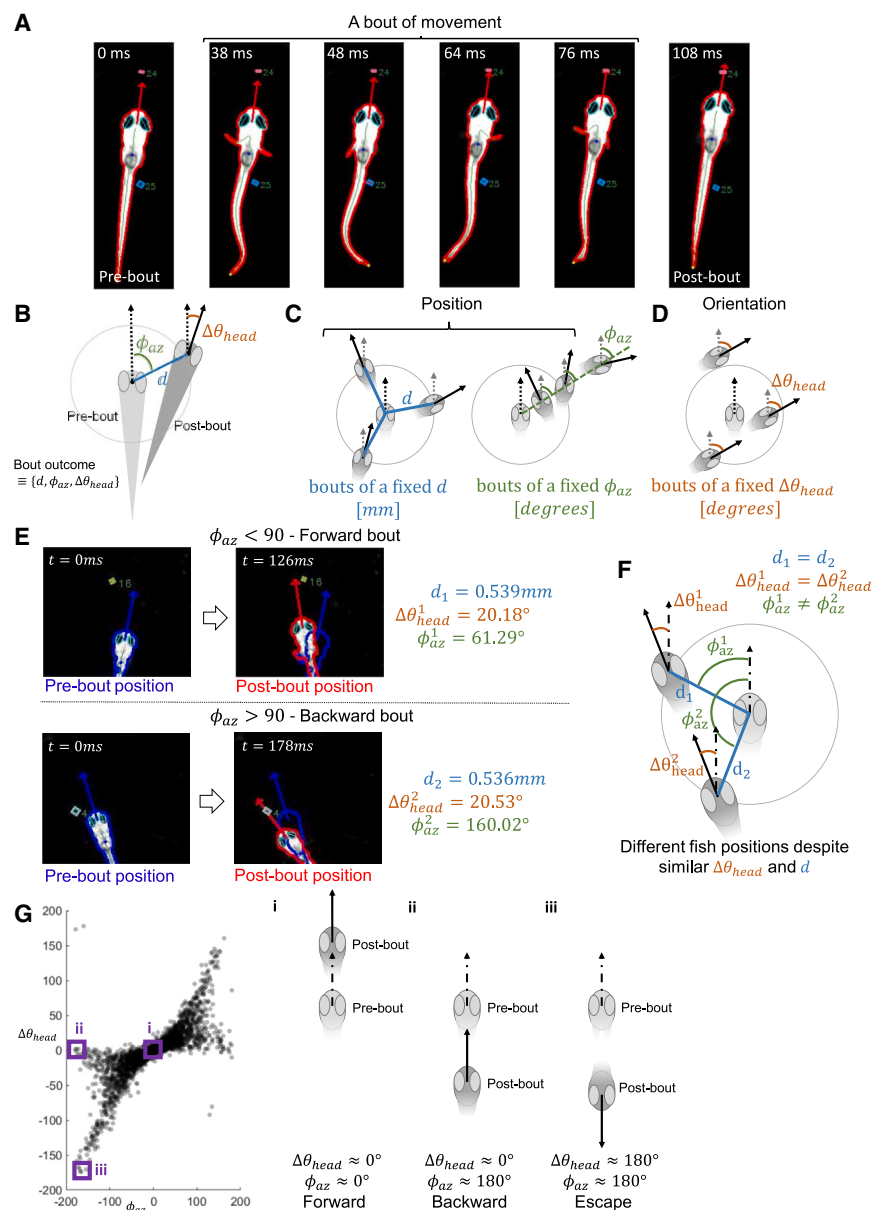 A
A bout of movement
0 ms
38 ms
48 ms
64 ms
76 ms
108 ms
24
24
24
24
24
24
25
25
25
25
25
25
Pre-bout
Post-bout
B
Δθhead
ϕaz
d
Pre-bout
Post-bout
Bout outcome
≡ {d, ϕaz, Δθhead}
Position
C
d
ϕaz
bouts of a fixed d
[mm]
bouts of a fixed ϕaz
[degrees]
Orientation
D
Δθhead
bouts of a fixed Δθhead
[degrees]
E
ϕaz < 90 - Forward bout
t = 0ms
16
t = 126ms
16
d1 = 0.539mm
Δθ¹head = 20.18°
ϕ¹az = 61.29°
Pre-bout position
Post-bout position
ϕaz > 90 - Backward bout
t = 0ms
4
t = 178ms
4
d2 = 0.536mm
Δθ²head = 20.53°
ϕ²az = 160.02°
Pre-bout position
Post-bout position
F
d1 = d2
Δθ¹head = Δθ²head
ϕ¹az ≠ ϕ²az
Δθ¹head
ϕ¹az
d1
ϕ²az
Δθ²head
d2
Different fish positions despite
similar Δθhead and d
G
200
150
100
50
0
-50
-100
-150
-200
Δθhead
ii
i
iii
-200
-100
0
100
200
ϕaz
i
Post-bout
Pre-bout
Δθhead ≈ 0°
ϕaz ≈ 0°
Forward
ii
Pre-bout
Post-bout
Δθhead ≈ 0°
ϕaz ≈ 180°
Backward
iii
Pre-bout
Post-bout
Δθhead ≈ 180°
ϕaz ≈ 180°
Escape